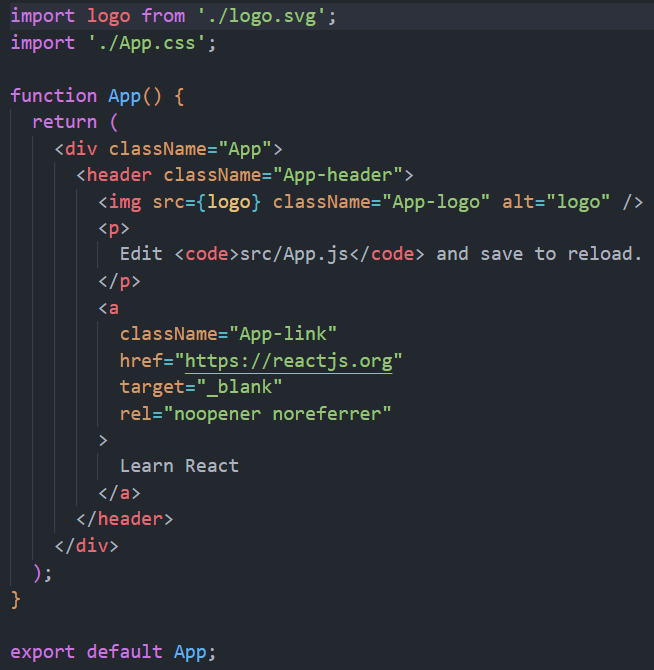 import logo from './logo.svg';
import './App.css';

function App() {
  return (
    <div className="App">
      <header className="App-header">
        <img src={logo} className="App-logo" alt="logo" />
        <p>
          Edit <code>src/App.js</code> and save to reload.
        </p>
        <a
          className="App-link"
          href="https://reactjs.org"
          target="_blank"
          rel="noopener noreferrer"
        >
          Learn React
        </a>
      </header>
    </div>
  );
}

export default App;